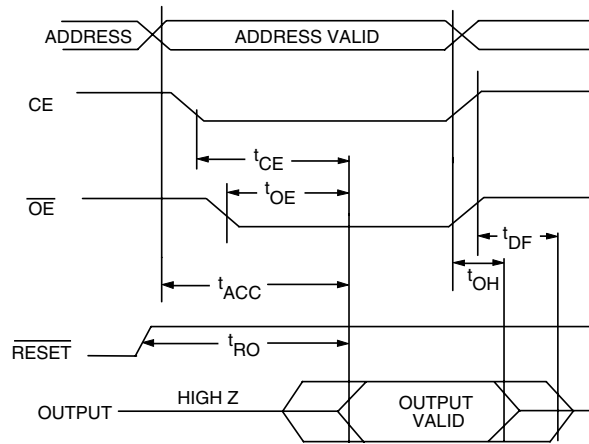 ADDRESS ADDRESS VALID
CE
tCE
tOE
OE
tDF
tOH
tACC
RESET
tRO
HIGH Z
OUTPUT
OUTPUT
VALID